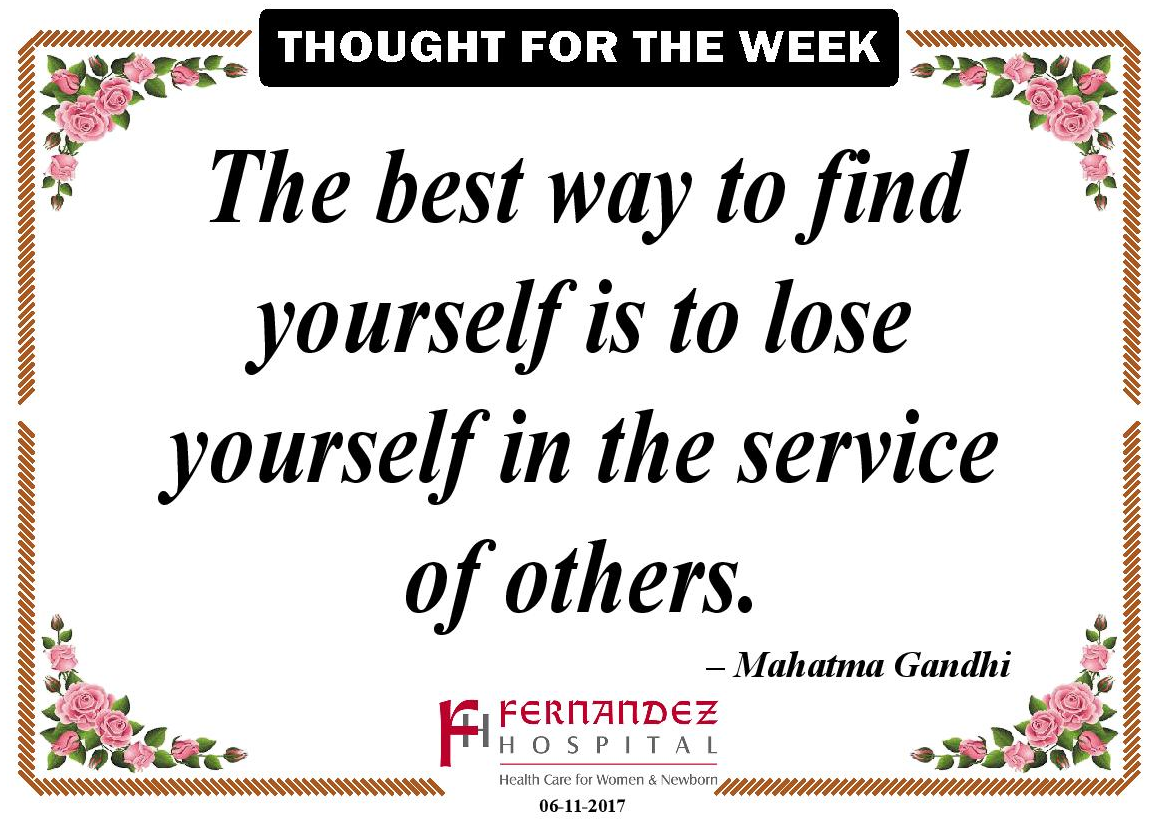 THOUGHT FOR THE WEEK
The best way to find
yourself is to lose
yourself in the service
of others.
– Mahatma Gandhi
FH FERNANDEZ
HOSPITAL
Health Care for Women & Newborn
06-11-2017